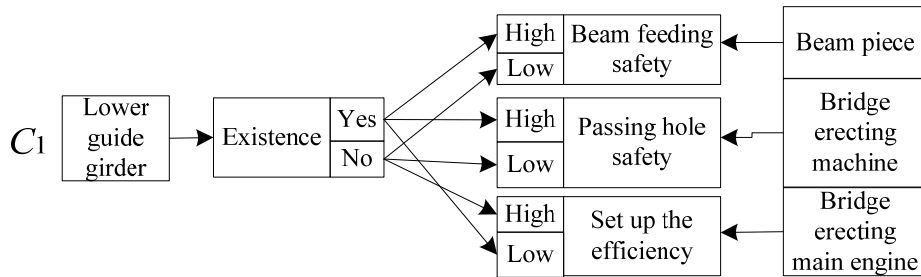 C1
Lower
guide
girder
Existence
Yes
No
High
Low
Beam feeding
safety
High
Low
Passing hole
safety
High
Low
Set up the
efficiency
Beam piece
Bridge
erecting
machine
Bridge
erecting
main engine